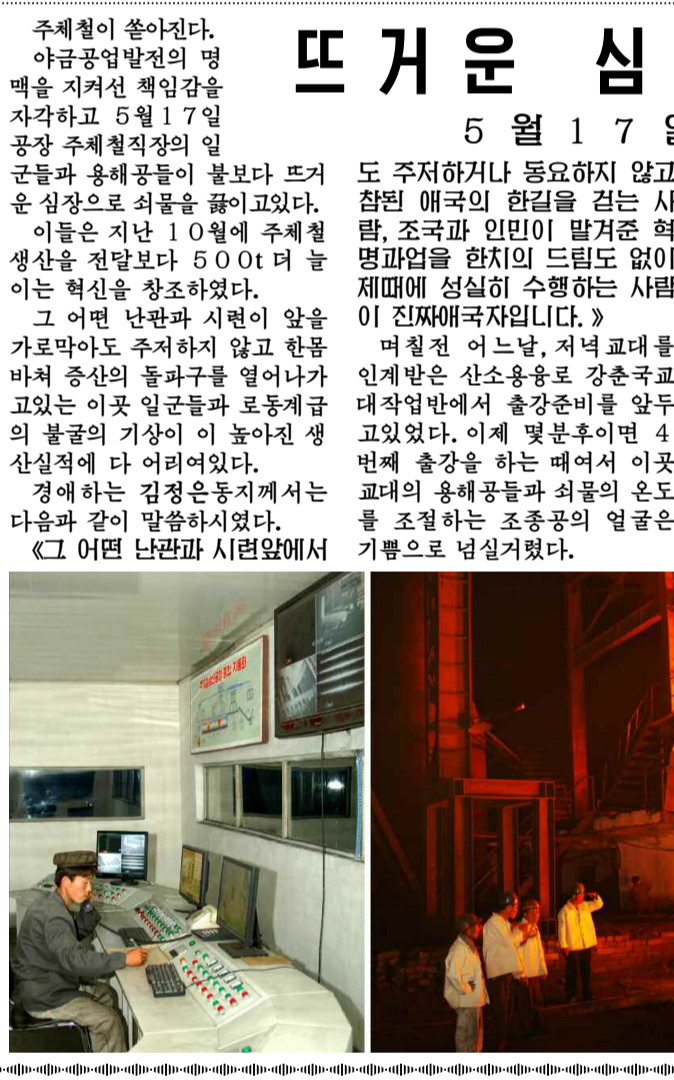 뜨거운 심
5월17일
주체철이 쏟아진다.
야금공업발전의 명
맥을 지켜선 책임감을
자각하고 5월17일
공장 주체철직장의 일
군들과 용해공들이 불보다 뜨거
운 심장으로 쇠물을 끓이고있다.
이들은 지난 10월에 주체철
생산을 전달보다 500t 더 늘
이는 혁신을 창조하였다.
그 어떤 난관과 시련이 앞을
가로막아도 주저하지 않고 한몸
바쳐 증산의 돌파구를 열어나가
고있는 이곳 일군들과 로동계급
의 불굴의 기상이 이 높아진 생
산실적에 다 어리여있다.
경애하는 김정은동지께서는
다음과 같이 말씀하시였다.
《그 어떤 난관과 시련앞에서
도 주저하거나 동요하지 않고
참된 애국의 한길을 걷는 사
람, 조국과 인민이 맡겨준 혁
명과업을 한치의 드팀도 없이
제때에 성실히 수행하는 사람
이 진짜애국자입니다.》
며칠전 어느날, 저녁교대를
인계받은 산소용융로 강춘국교
대작업반에서 출강준비를 앞두
고있었다. 이제 몇분후이면 4
번째 출강을 하는 때여서 이곳
교대의 용해공들과 쇠물의 온도
를 조절하는 조종공의 얼굴은
기쁨으로 넘실거렸다.